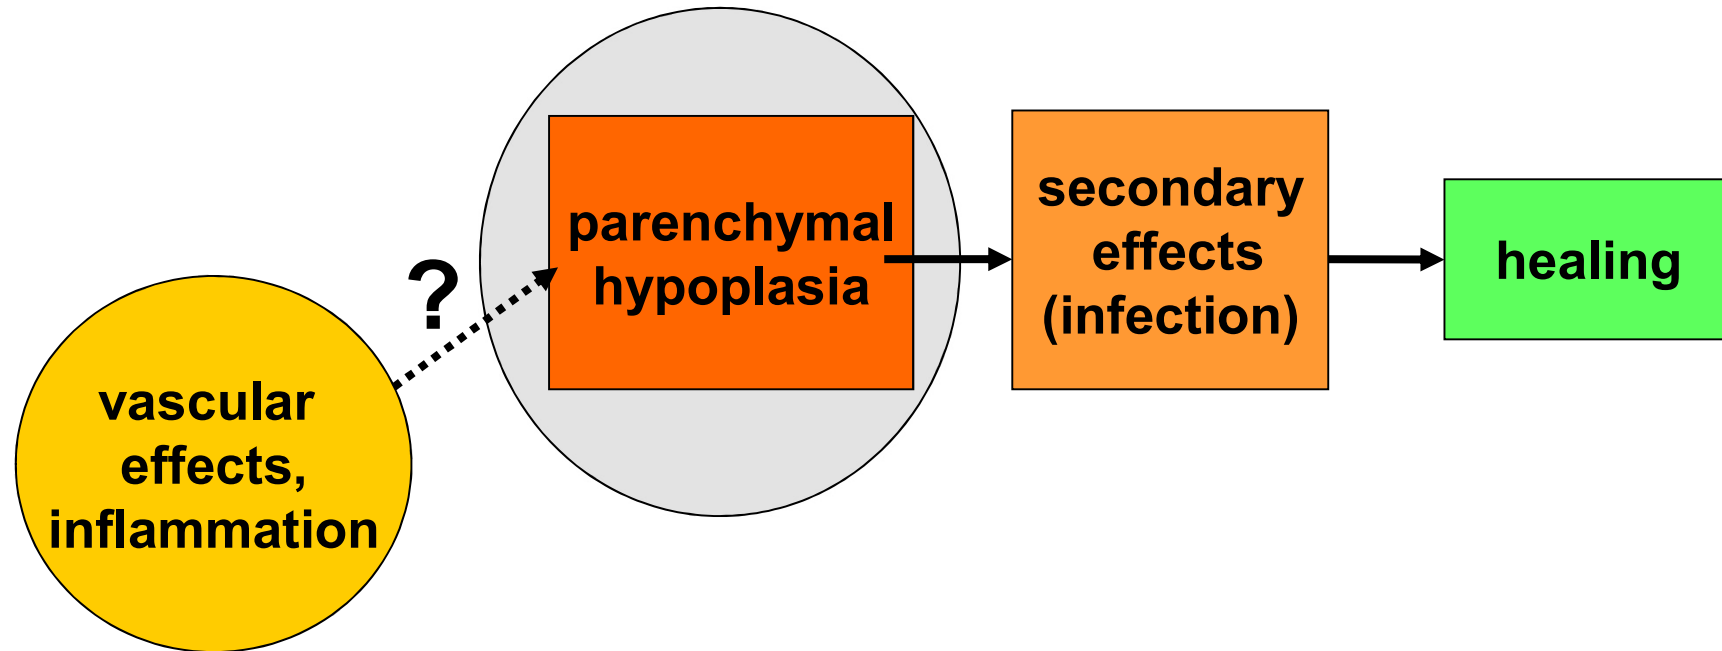 vascular
effects,
inflammation
?
parenchymal
hypoplasia
secondary
effects
(infection)
healing